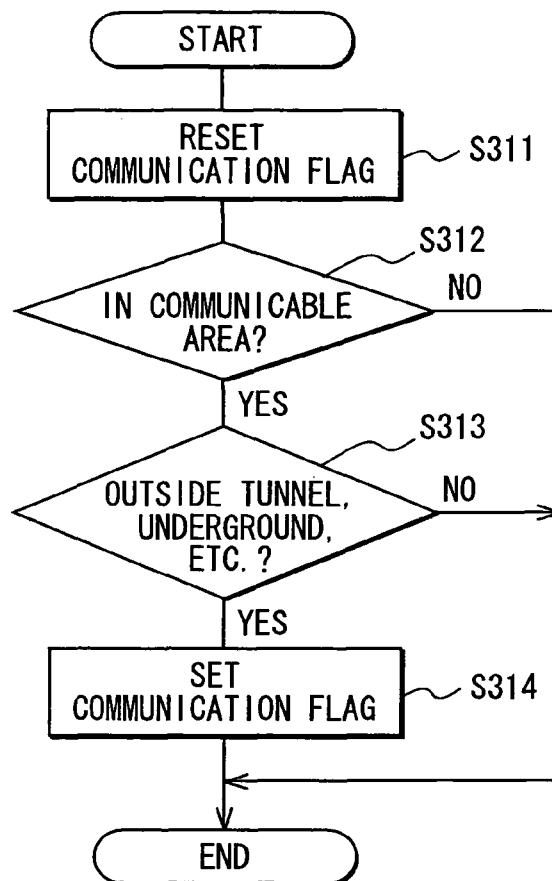 START
RESET
COMMUNICATION FLAG
S311
S312
IN COMMUNICABLE
AREA?
NO
YES
S313
OUTSIDE TUNNEL,
UNDERGROUND,
ETC.?
NO
YES
SET
COMMUNICATION FLAG
S314
END